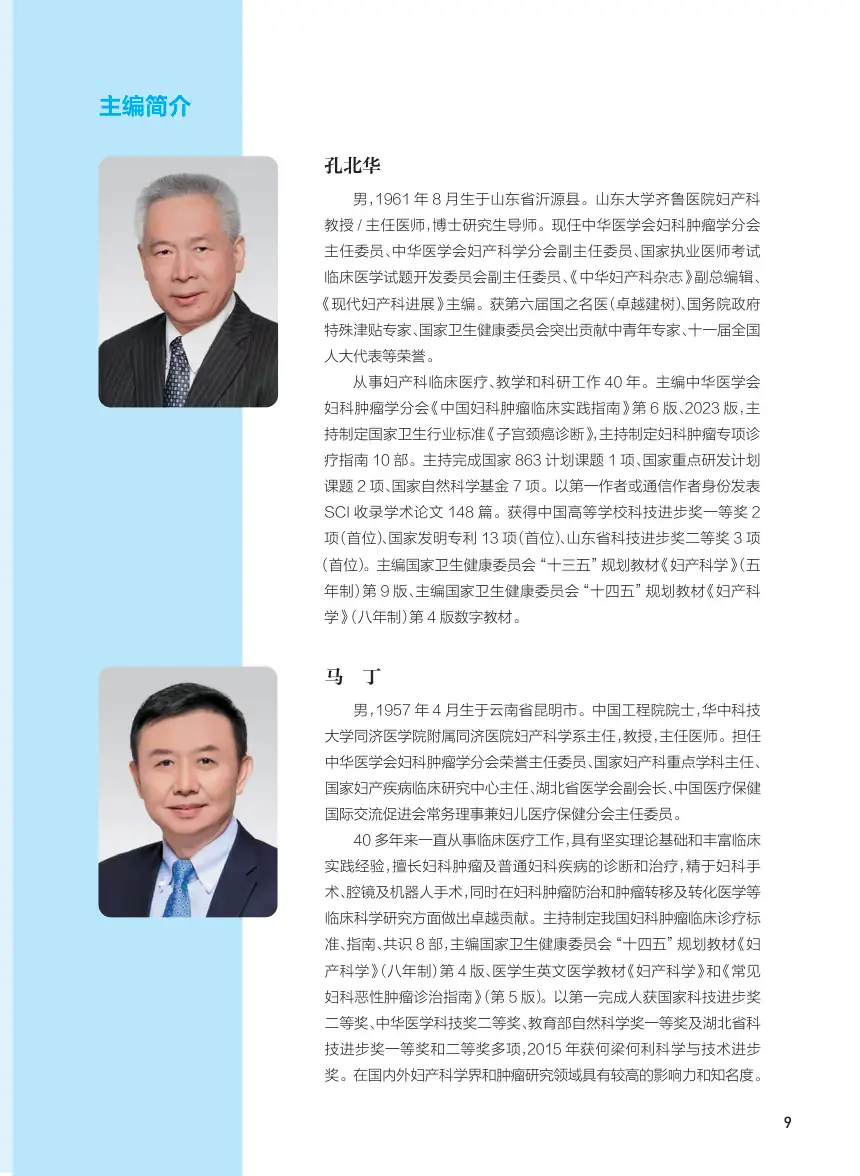 主编简介
孔北华
男,1961 年 8 月生于山东省沂源县。山东大学齐鲁医院妇产科
教授 / 主任医师,博士研究生导师。现任中华医学会妇科肿瘤学分会
主任委员、中华医学会妇产科学分会副主任委员、国家执业医师考试
临床医学试题开发委员会副主任委员、《中华妇产科杂志》副总编辑、
《现代妇产科进展》主编。获第六届国之名医(卓越建树)、国务院政府
特殊津贴专家、国家卫生健康委员会突出贡献中青年专家、十一届全国
人大代表等荣誉。
从事妇产科临床医疗、教学和科研工作 40 年。主编中华医学会
妇科肿瘤学分会《中国妇科肿瘤临床实践指南》第 6 版、2023 版,主
持制定国家卫生行业标准《子宫颈癌诊断》,主持制定妇科肿瘤专项诊
疗指南 10 部。主持完成国家 863 计划课题 1 项、国家重点研发计划
课题 2 项、国家自然科学基金 7 项。以第一作者或通信作者身份发表
SCI 收录学术论文 148 篇。获得中国高等学校科技进步奖一等奖 2
项(首位)、国家发明专利 13 项(首位)、山东省科技进步奖二等奖 3 项
(首位)。主编国家卫生健康委员会“十三五”规划教材《妇产科学》(五
年制)第 9 版、主编国家卫生健康委员会“十四五”规划教材《妇产科
学》(八年制)第 4 版数字教材。
马 丁
男,1957 年 4 月生于云南省昆明市。中国工程院院士,华中科技
大学同济医学院附属同济医院妇产科学系主任,教授,主任医师。担任
中华医学会妇科肿瘤学分会荣誉主任委员、国家妇产科重点学科主任、
国家妇产疾病临床研究中心主任、湖北省医学会副会长、中国医疗保健
国际交流促进会常务理事兼妇儿医疗保健分会主任委员。
40 多年来一直从事临床医疗工作,具有坚实理论基础和丰富临床
实践经验,擅长妇科肿瘤及普通妇科疾病的诊断和治疗,精于妇科手
术、腔镜及机器人手术,同时在妇科肿瘤防治和肿瘤转移及转化医学等
临床科学研究方面做出卓越贡献。主持制定我国妇科肿瘤临床诊疗标
准、指南、共识 8 部,主编国家卫生健康委员会“十四五”规划教材《妇
产科学》(八年制)第 4 版、医学生英文医学教材《妇产科学》和《常见
妇科恶性肿瘤诊治指南》(第 5 版)。以第一完成人获国家科技进步奖
二等奖、中华医学科技奖二等奖、教育部自然科学奖一等奖及湖北省科
技进步奖一等奖和二等奖多项,2015 年获何梁何利科学与技术进步
奖。在国内外妇产科学界和肿瘤研究领域具有较高的影响力和知名度。
9